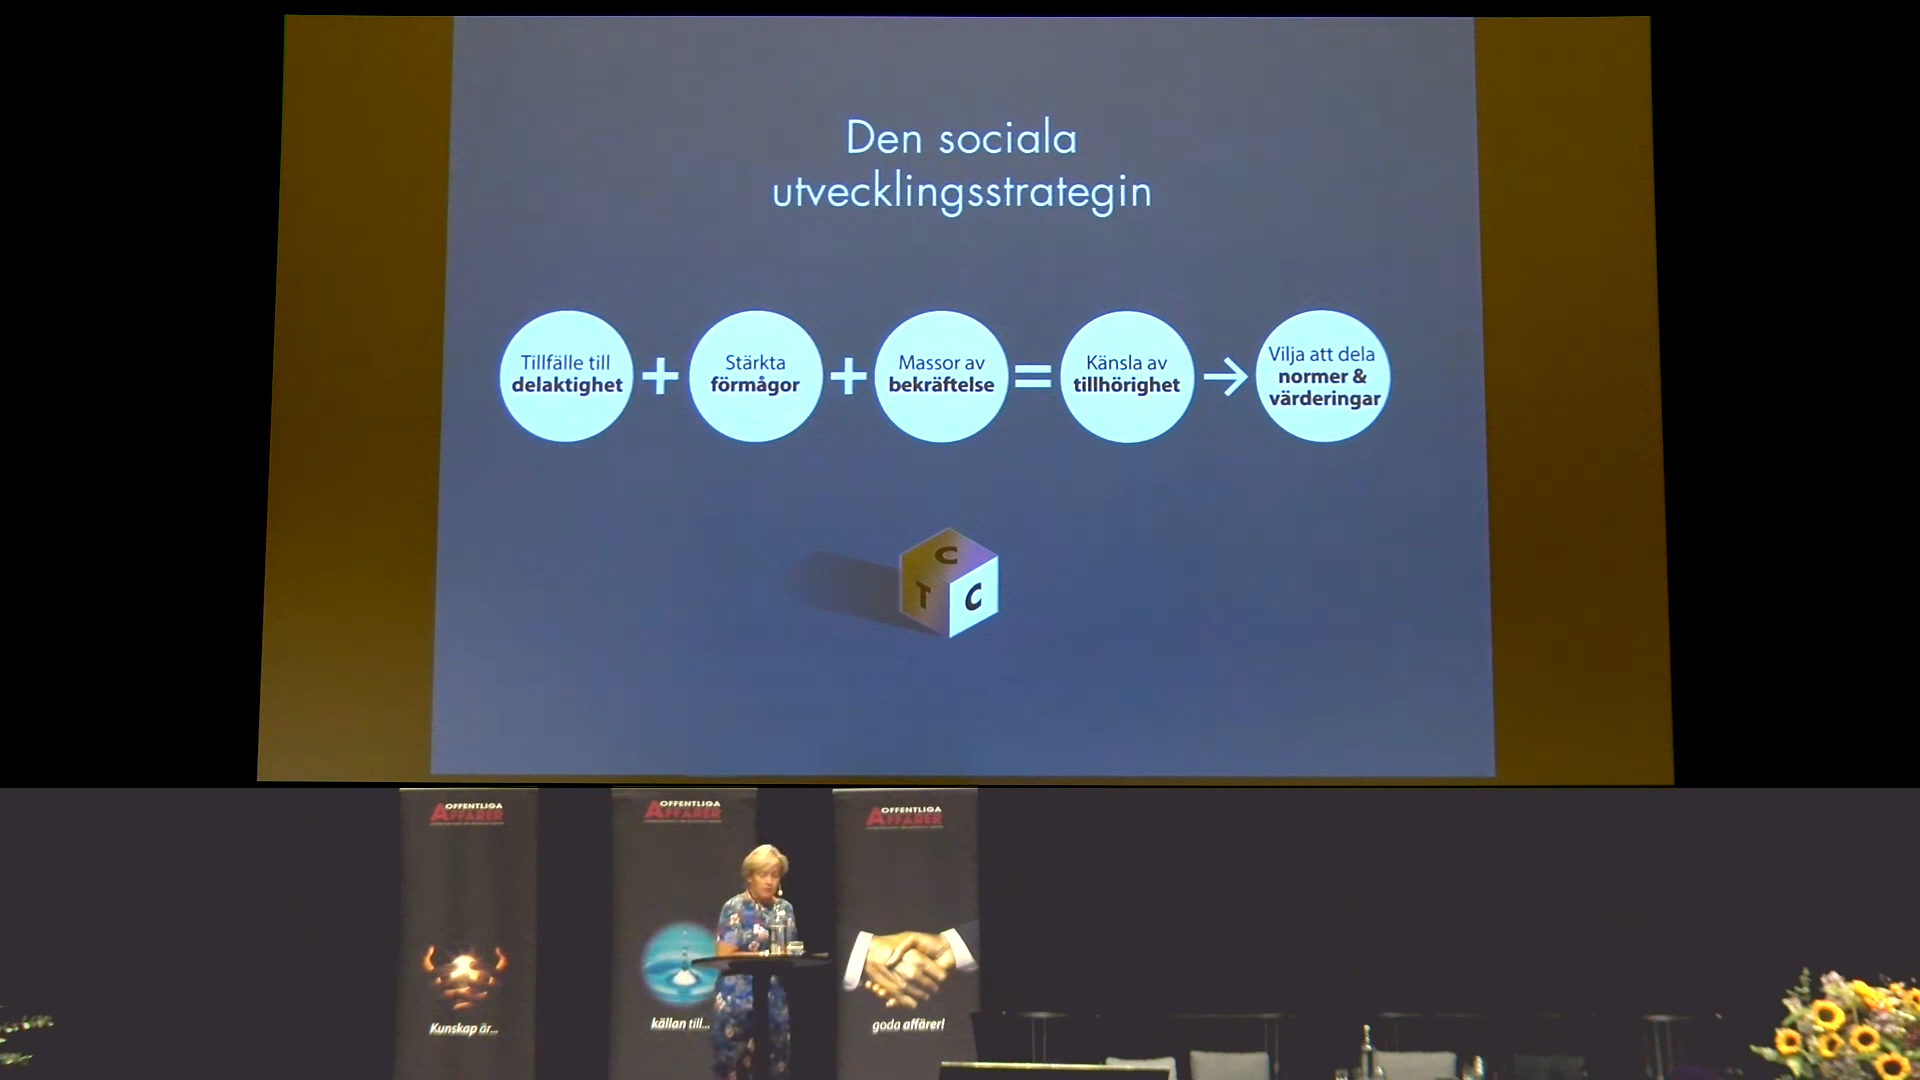 Den sociala
utvecklingsstrategin
Tillfälle till
delaktighet
+
Stärkta
förmågor
+
Massor av
bekräftelse
=
Känsla av
tillhörighet
→
Vilja att dela
normer &
värderingar
C
T C
OFFENTLIGA
AFFÄRER
Kunskap är...
OFFENTLIGA
AFFÄRER
källan till...
OFFENTLIGA
AFFÄRER
goda affärer!